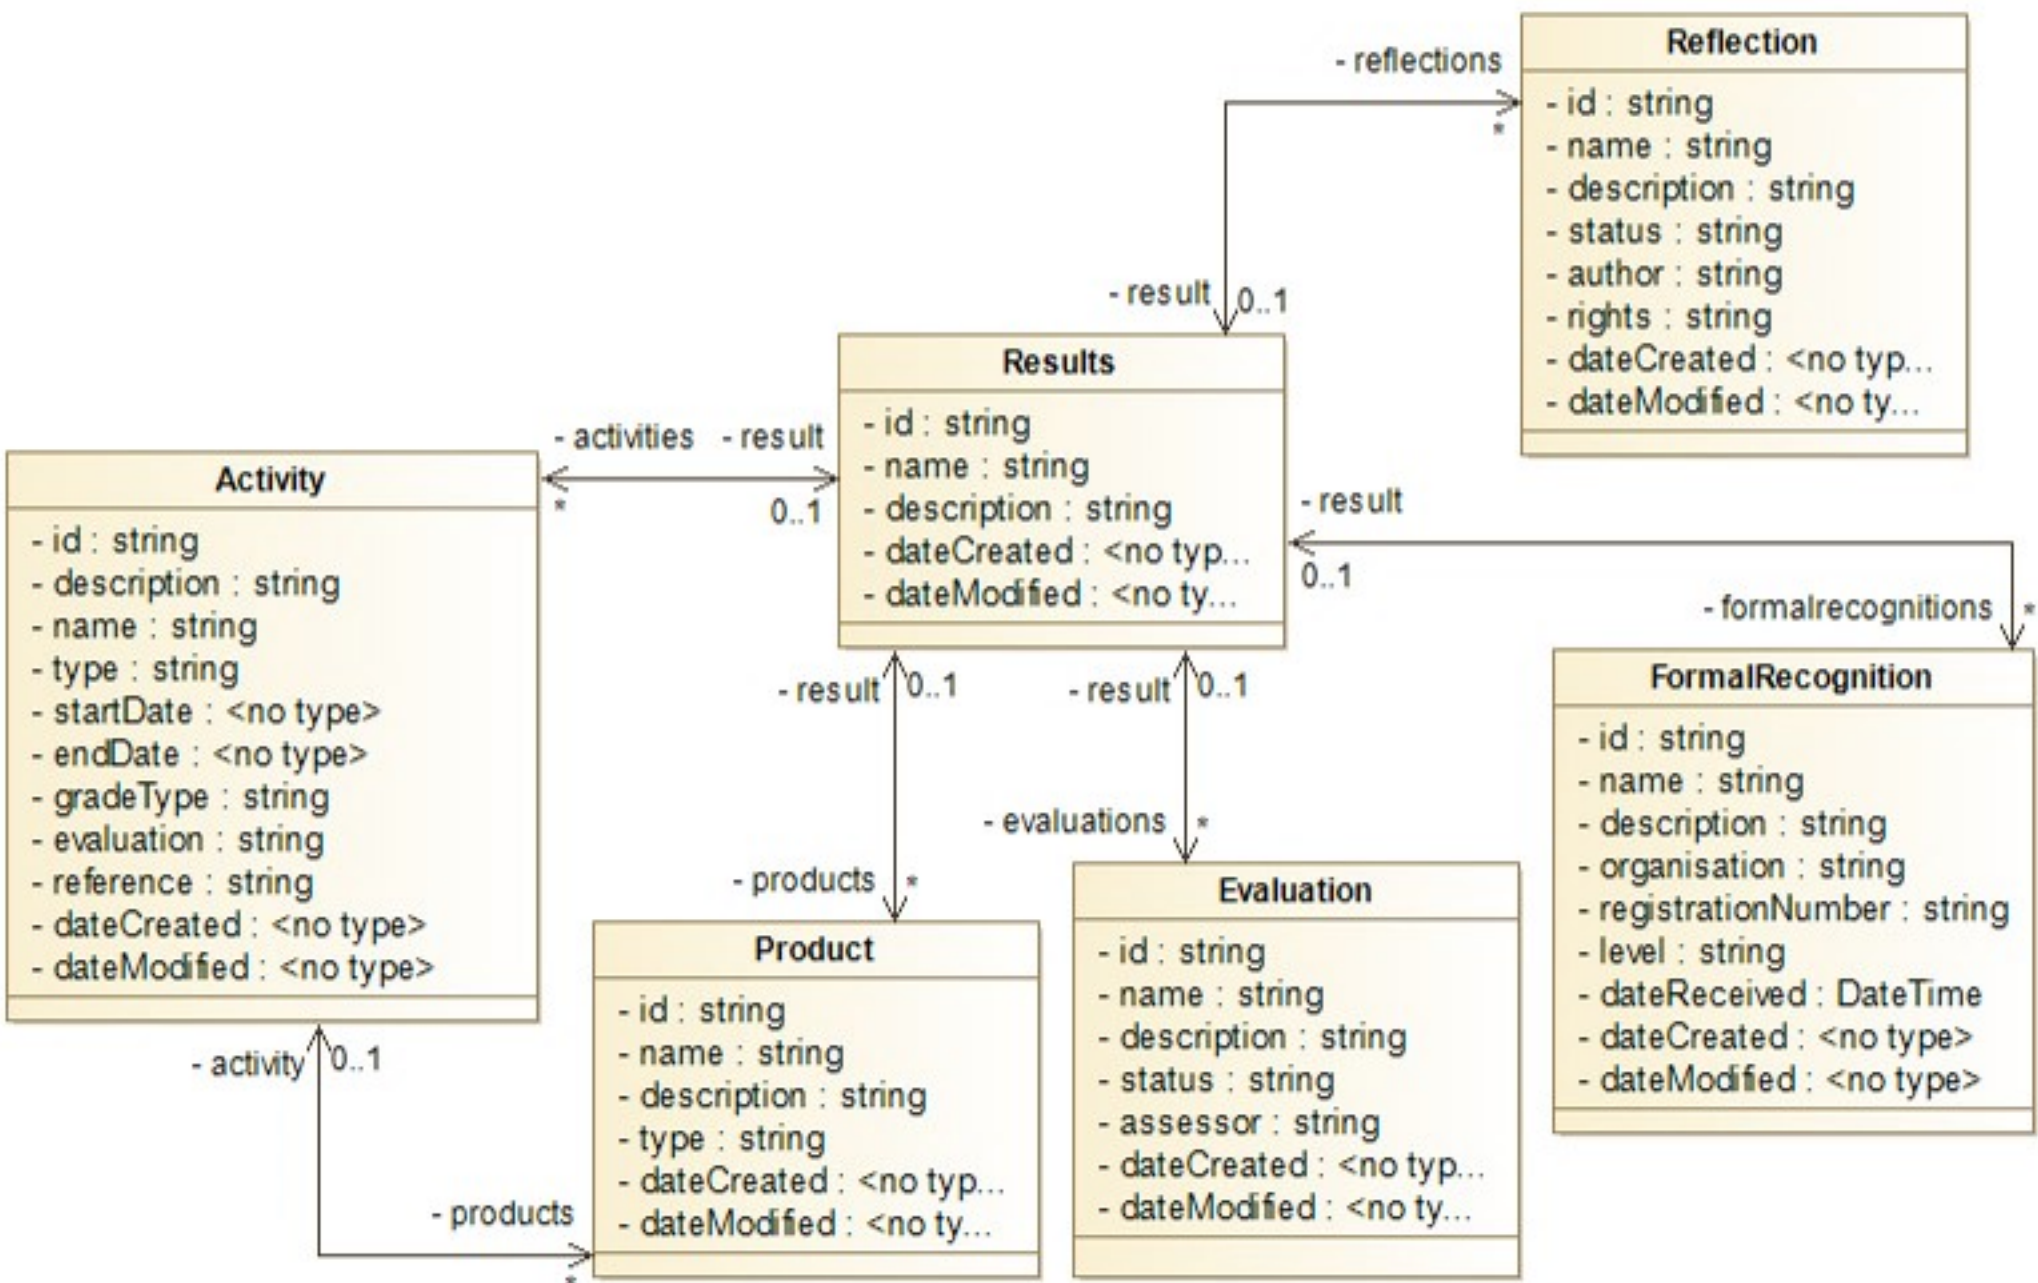 Reflection
- id : string
- name : string
- description : string
- status : string
- author : string
- rights : string
- dateCreated : <no typ...
- dateModified : <no ty...
- reflections
*
- result
0..1
Results
- id : string
- name : string
- description : string
- dateCreated : <no typ...
- dateModified : <no ty...
- activities
*
- result
0..1
Activity
- id : string
- description : string
- name : string
- type : string
- startDate : <no type>
- endDate : <no type>
- gradeType : string
- evaluation : string
- reference : string
- dateCreated : <no type>
- dateModified : <no type>
- result
0..1
- formalrecognitions
*
FormalRecognition
- id : string
- name : string
- description : string
- organisation : string
- registrationNumber : string
- level : string
- dateReceived : DateTime
- dateCreated : <no type>
- dateModified : <no type>
- result
0..1
- products
*
- result
0..1
- evaluations
*
Product
- id : string
- name : string
- description : string
- type : string
- dateCreated : <no typ...
- dateModified : <no ty...
Evaluation
- id : string
- name : string
- description : string
- status : string
- assessor : string
- dateCreated : <no typ...
- dateModified : <no ty...
- activity
0..1
- products
*